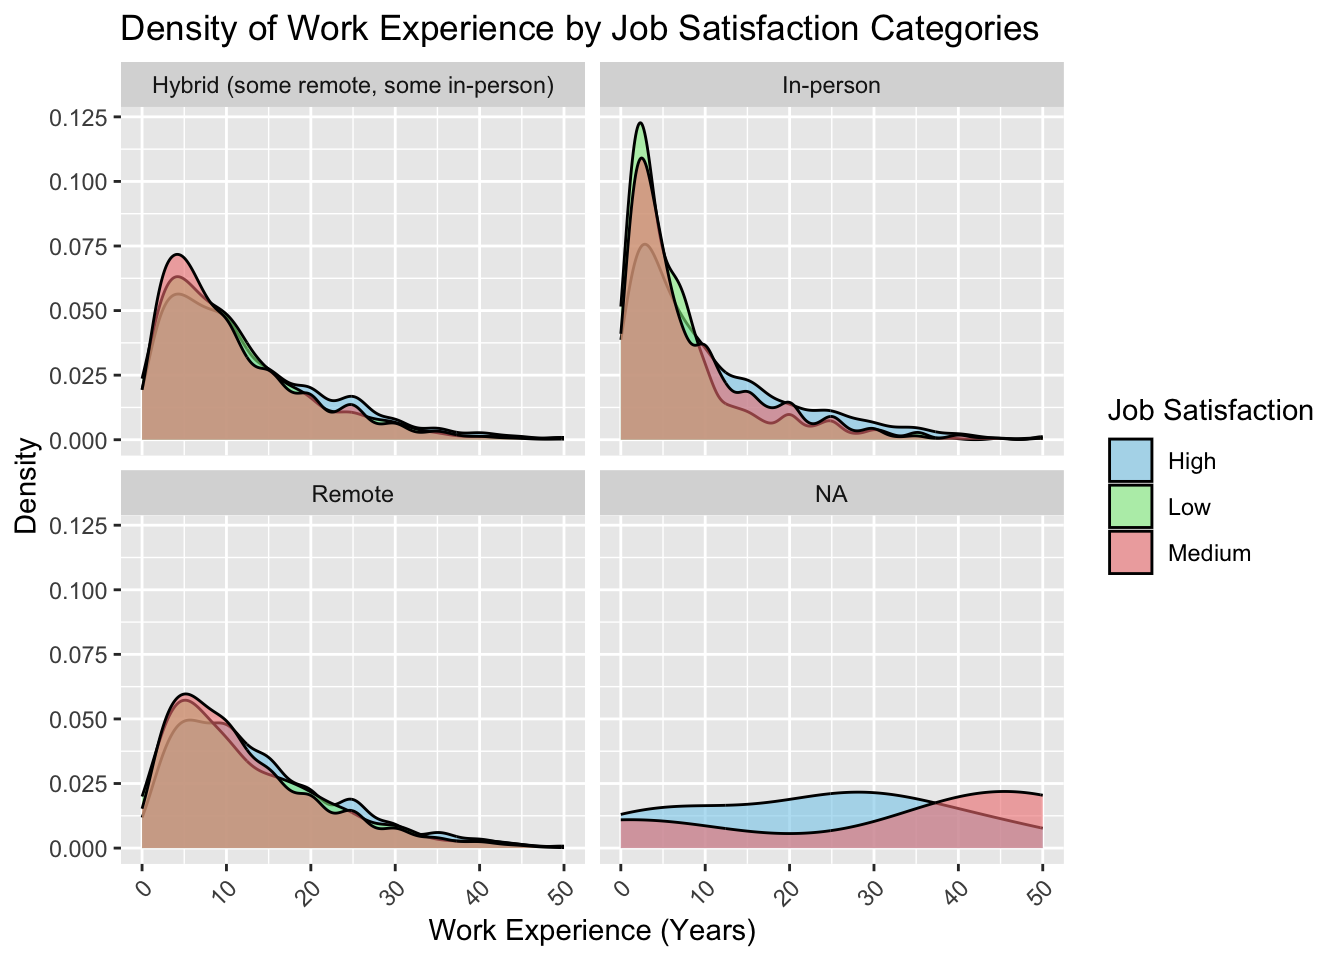 Density of Work Experience by Job Satisfaction Categories
Hybrid (some remote, some in-person)
In-person
0.125
0.100
0.075
0.050
0.025
0.000
Remote
NA
0.125
0.100
0.075
0.050
0.025
0.000
Density
0 10 20 30 40 50
0 10 20 30 40 50
Work Experience (Years)
Job Satisfaction
High
Low
Medium